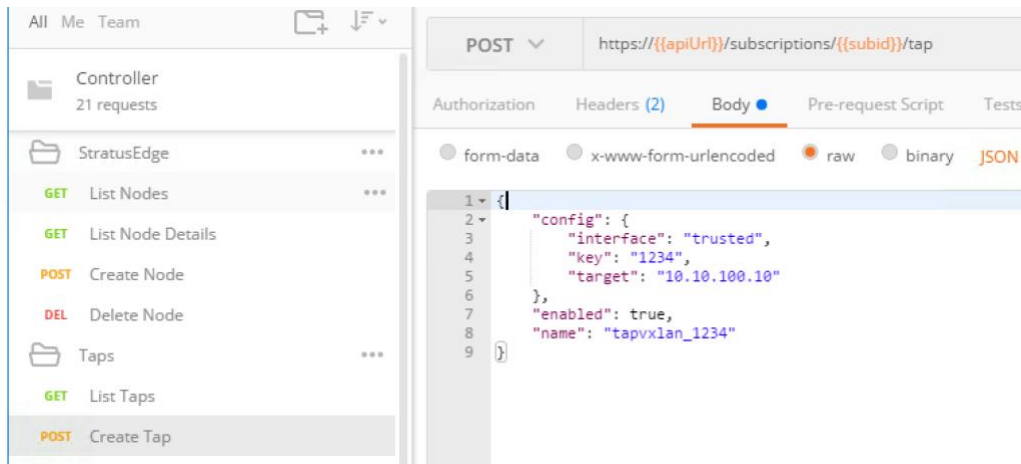 All Me Team
Controller
21 requests
StratusEdge
GET List Nodes
GET List Node Details
POST Create Node
DEL Delete Node
Taps
GET List Taps
POST Create Tap
POST https://{{apiUrl}}/subscriptions/{{subid}}/tap
Authorization Headers (2) Body Pre-request Script Tests
form-data x-www-form-urlencoded raw binary JSON
1 {
2 "config": {
3 "interface": "trusted",
4 "key": "1234",
5 "target": "10.10.100.10"
6 },
7 "enabled": true,
8 "name": "tapvxlan_1234"
9 }